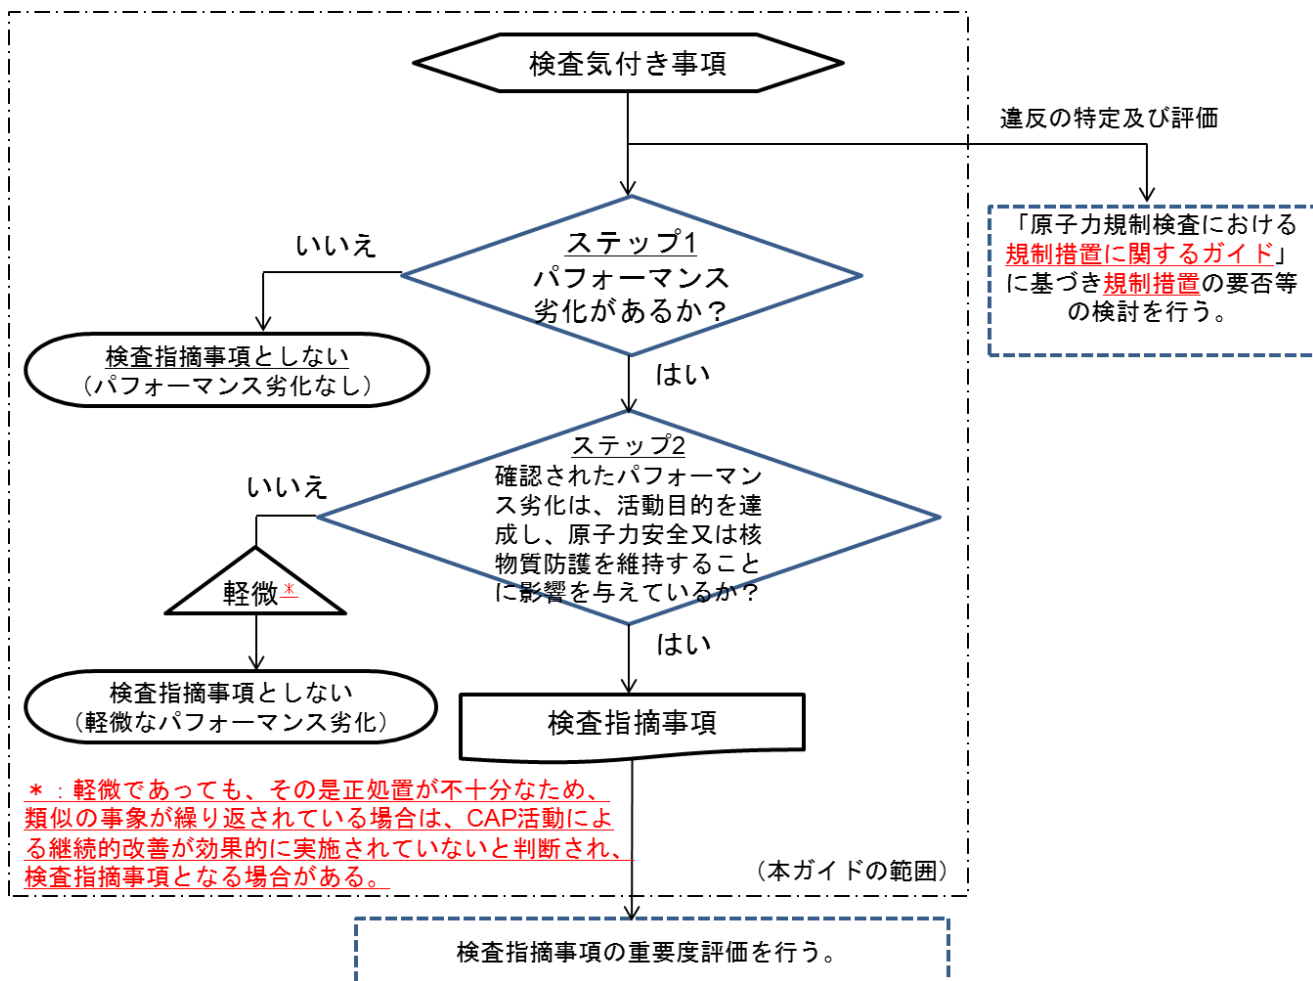 検査気付き事項
違反の特定及び評価
「原子力規制検査における
規制措置に関するガイド」
に基づき規制措置の要否等
の検討を行う。
いいえ
ステップ1
パフォーマンス
劣化があるか？
検査指摘事項としない
（パフォーマンス劣化なし）
はい
いいえ
ステップ2
確認されたパフォーマン
ス劣化は、活動目的を達
成し、原子力安全又は核
物質防護を維持すること
に影響を与えているか？
軽微＊
はい
検査指摘事項としない
（軽微なパフォーマンス劣化）
検査指摘事項
＊：軽微であっても、その是正処置が不十分なため、
類似の事象が繰り返されている場合は、CAP活動によ
る継続的改善が効果的に実施されていないと判断され、
検査指摘事項となる場合がある。
（本ガイドの範囲）
検査指摘事項の重要度評価を行う。